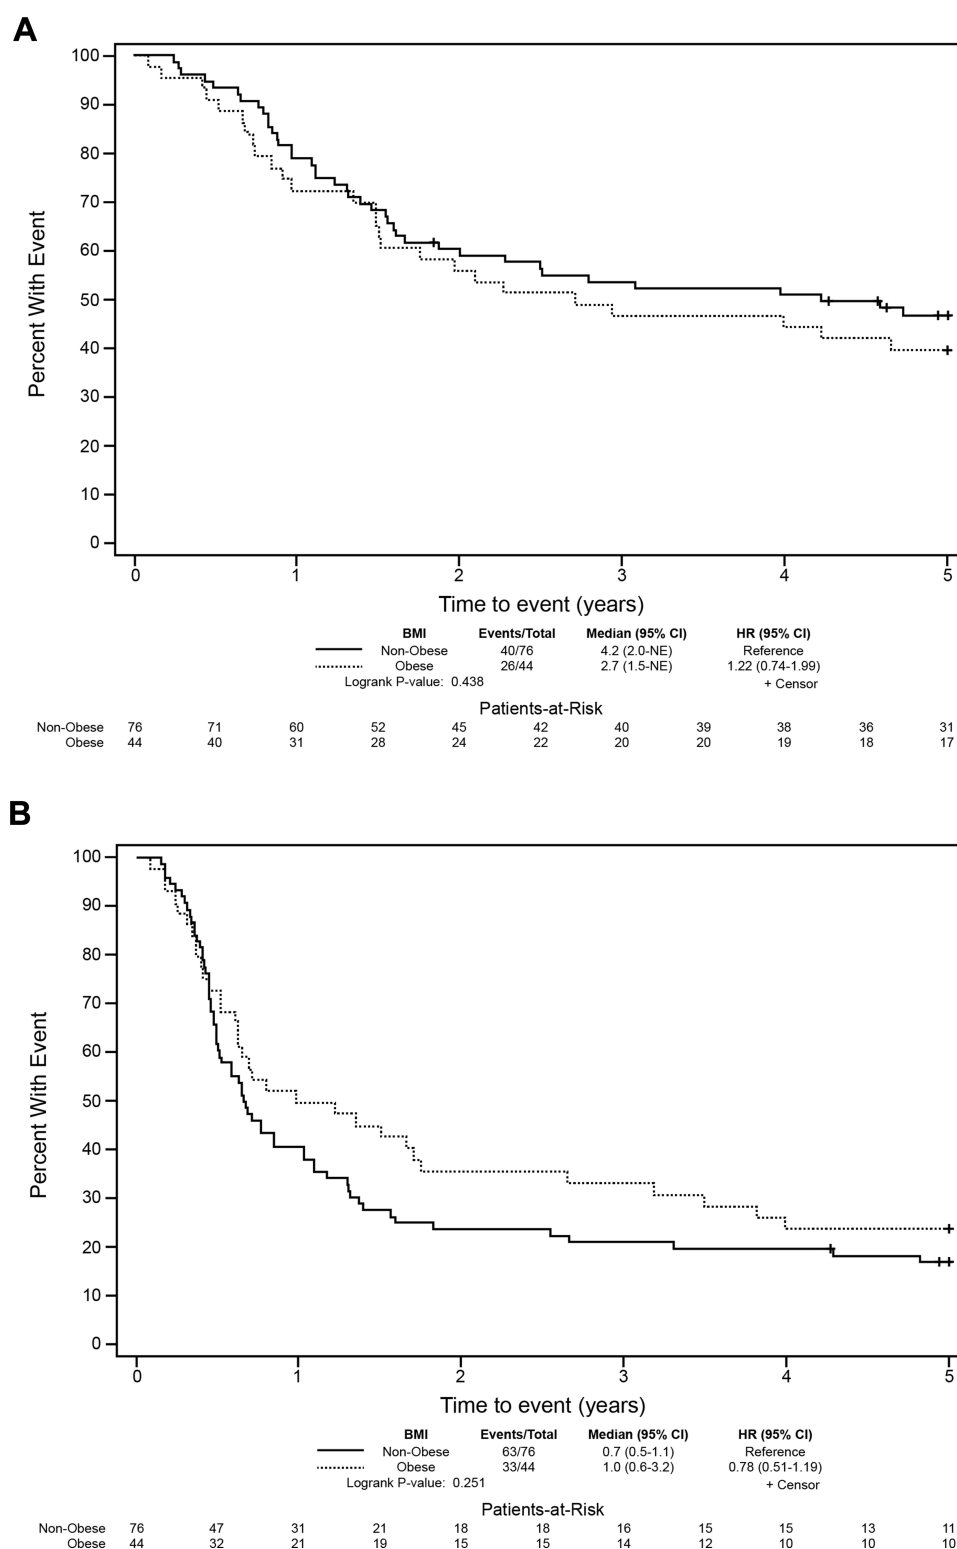 A
100
90
80
70
60
50
40
30
20
10
0
Percent With Event
0 1 2 3 4 5
Time to event (years)
BMI Events/Total Median (95% CI) HR (95% CI)
Non-Obese 40/76 4.2 (2.0-NE) Reference
Obese 26/44 2.7 (1.5-NE) 1.22 (0.74-1.99)
Logrank P-value: 0.438 + Censor
Patients-at-Risk
Non-Obese 76 71 60 52 45 42 40 39 38 36 31
Obese 44 40 31 28 24 22 20 20 19 18 17
B
100
90
80
70
60
50
40
30
20
10
0
Percent With Event
0 1 2 3 4 5
Time to event (years)
BMI Events/Total Median (95% CI) HR (95% CI)
Non-Obese 63/76 0.7 (0.5-1.1) Reference
Obese 33/44 1.0 (0.6-3.2) 0.78 (0.51-1.19)
Logrank P-value: 0.251 + Censor
Patients-at-Risk
Non-Obese 76 47 31 21 18 18 16 15 15 13 11
Obese 44 32 21 19 15 15 14 12 10 10 10